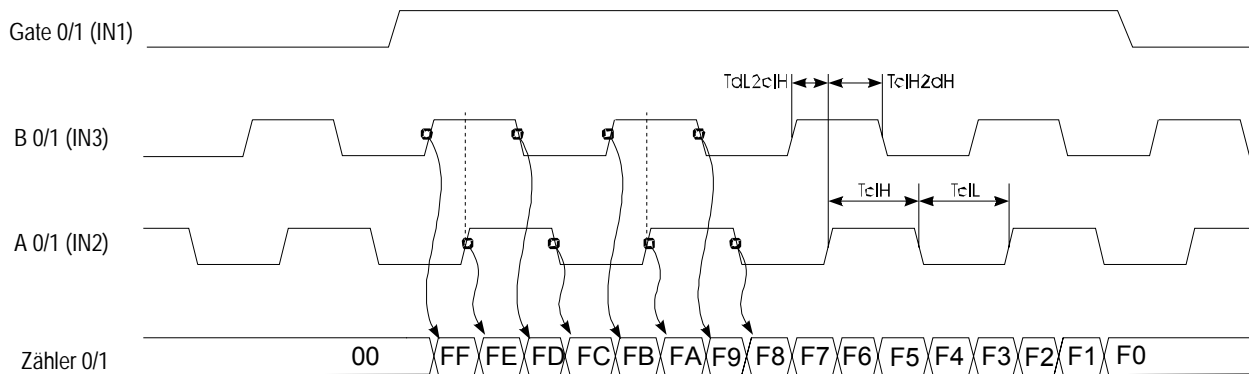 Gate 0/1 (IN1)
TdL2clH TclH2dH
B 0/1 (IN3)
TclH TclL
A 0/1 (IN2)
Zähler 0/1 00 FF FE FD FC FB FA F9 F8 F7 F6 F5 F4 F3 F2 F1 F0